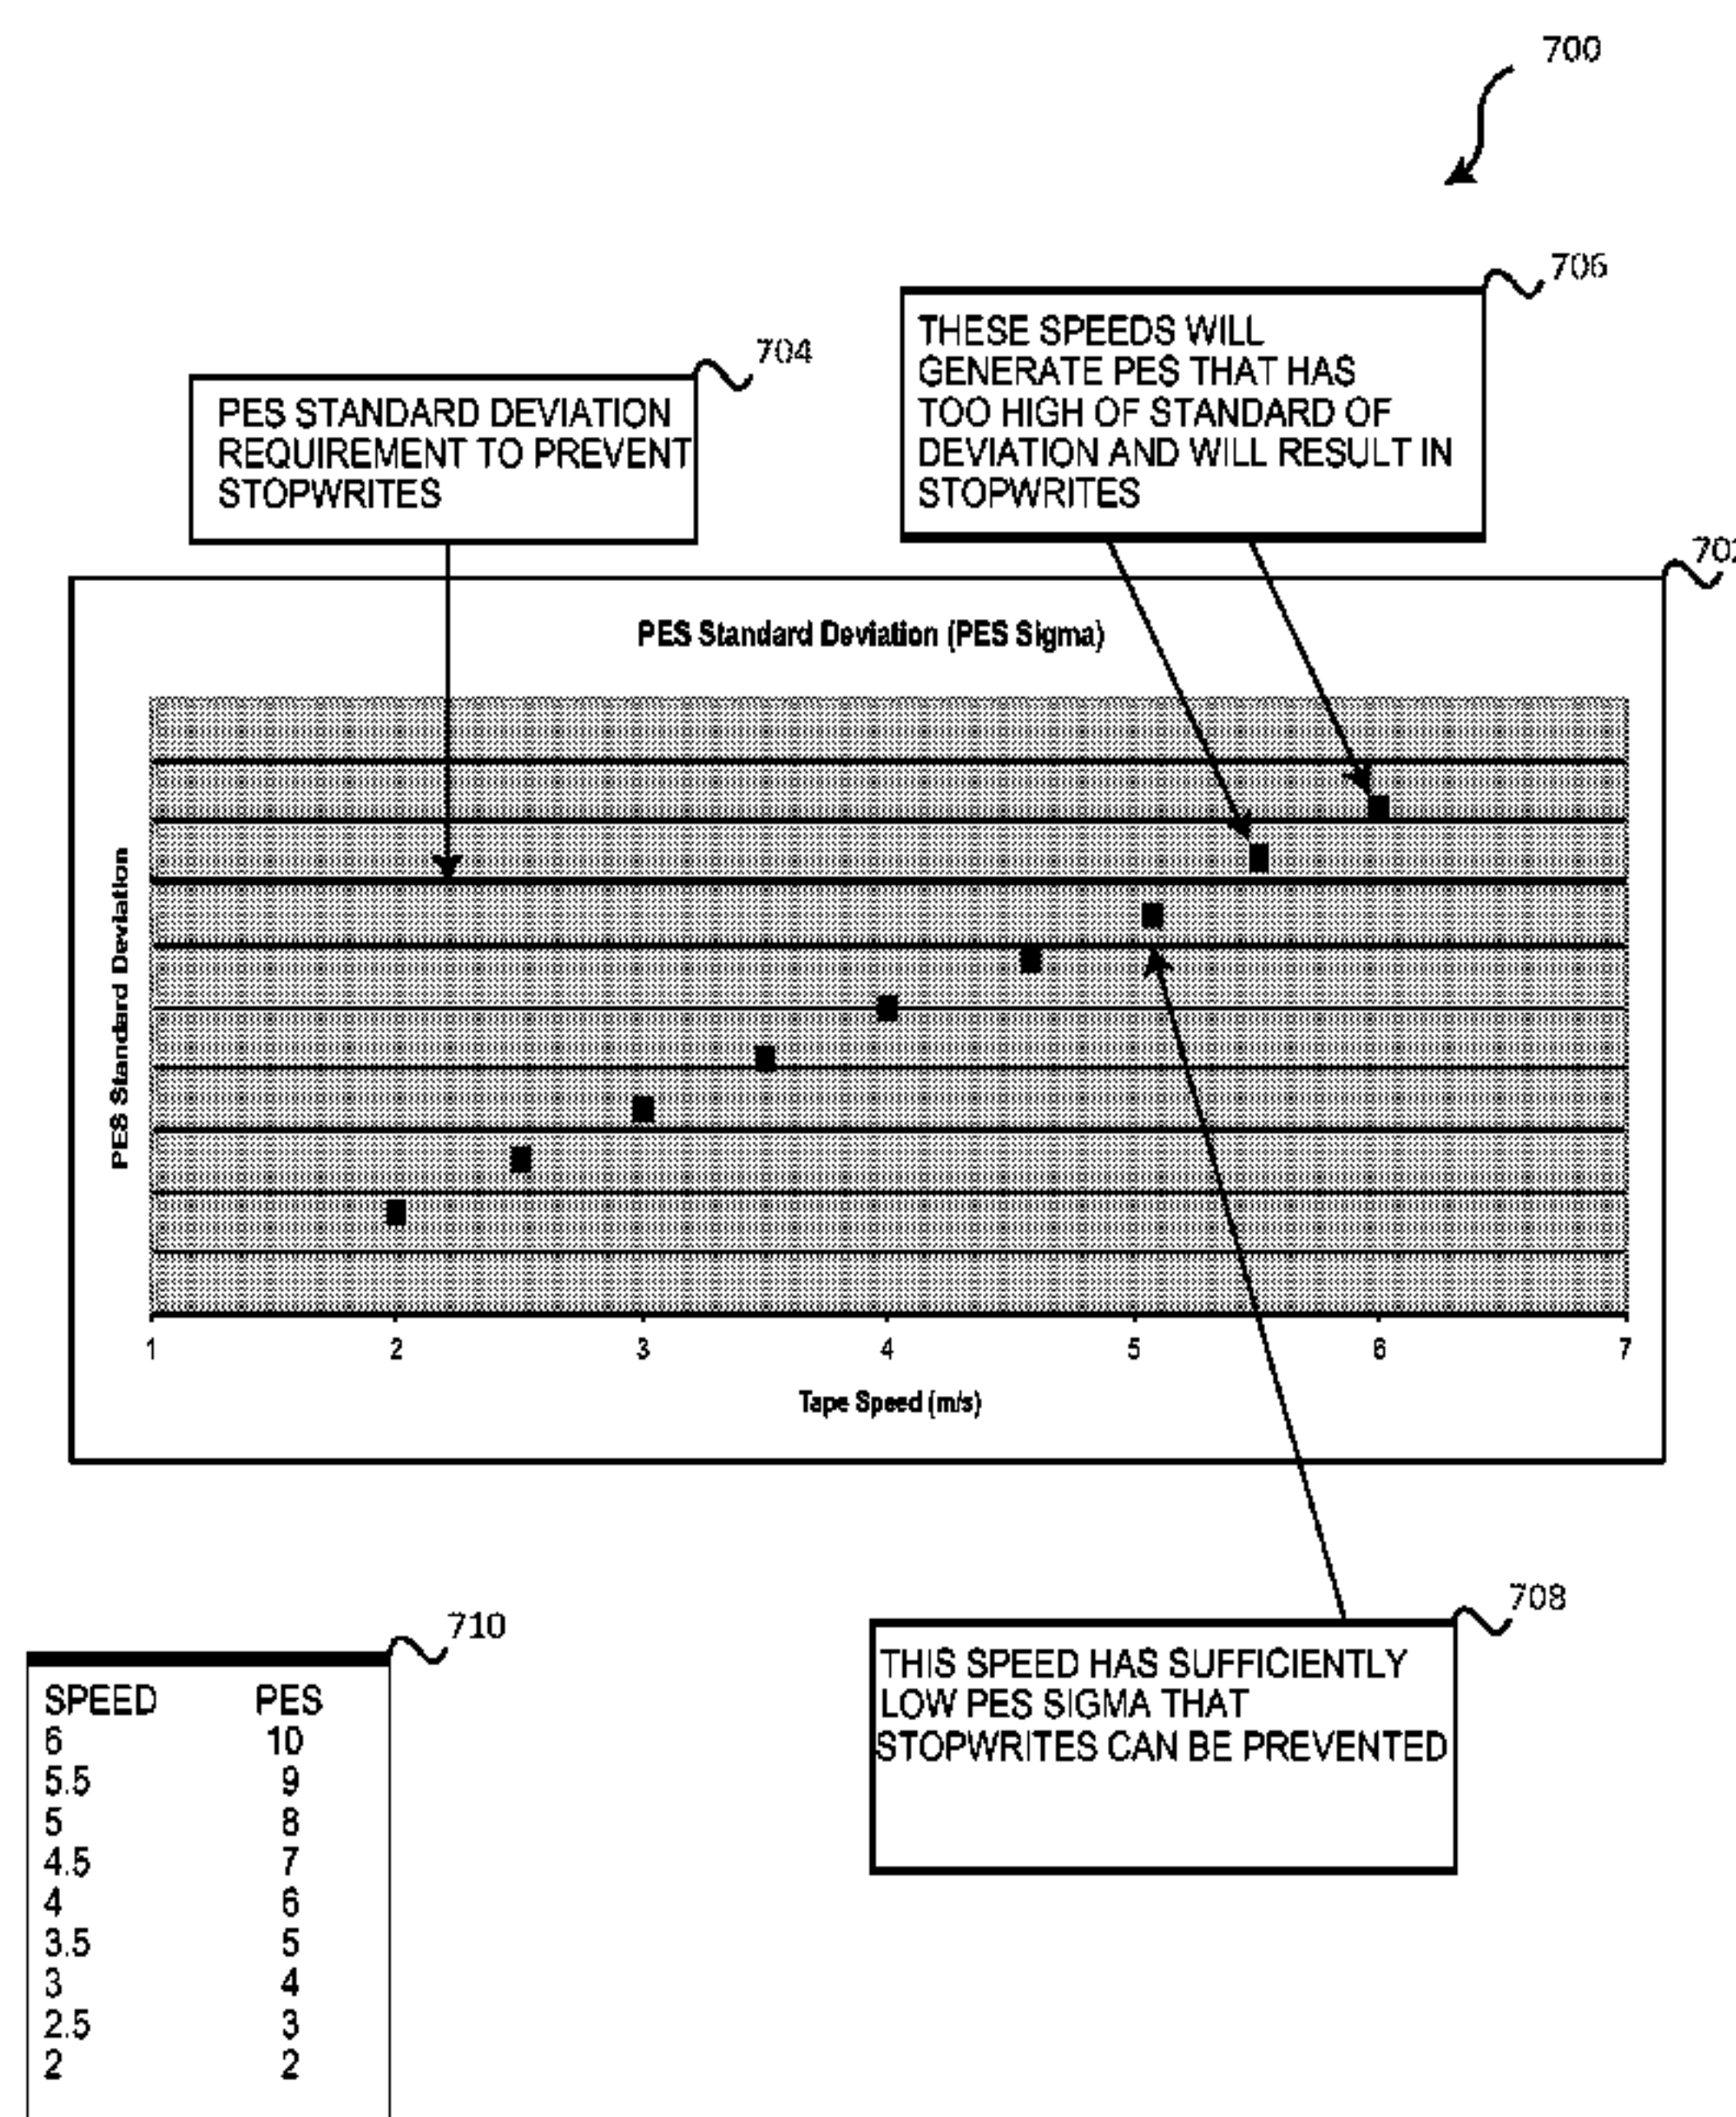 700
706
704
THESE SPEEDS WILL
GENERATE PES THAT HAS
TOO HIGH OF STANDARD OF
DEVIATION AND WILL RESULT IN
STOPWRITES
PES STANDARD DEVIATION
REQUIREMENT TO PREVENT
STOPWRITES
702
PES Standard Deviation (PES Sigma)
PES Standard Deviation
1 2 3 4 5 6 7
Tape Speed (m/s)
710
708
SPEED PES
6 10
5.5 9
5 8
4.5 7
4 6
3.5 5
3 4
2.5 3
2 2
THIS SPEED HAS SUFFICIENTLY
LOW PES SIGMA THAT
STOPWRITES CAN BE PREVENTED